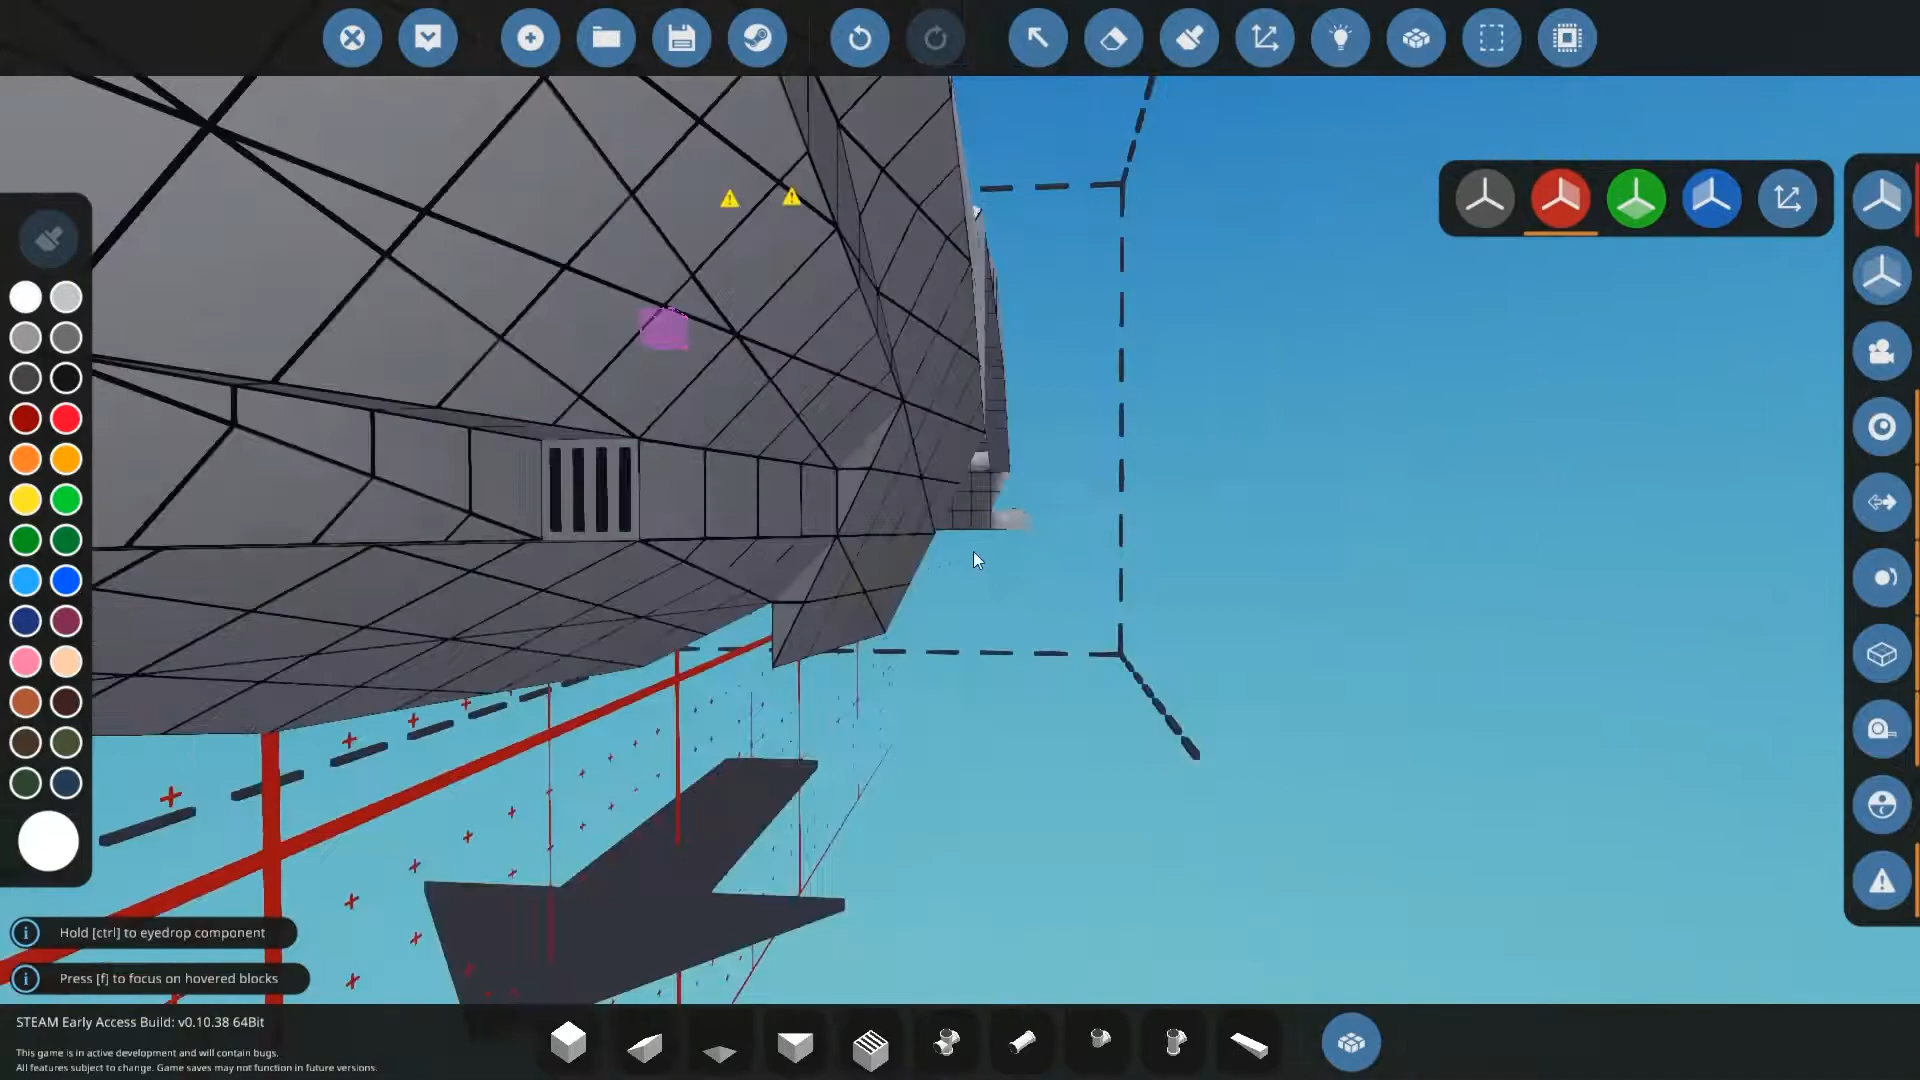 Hold [ctrl] to eyedrop component
Press [f] to focus on hovered blocks
STEAM Early Access Build: v0.10.38 64Bit
This game is in active development and will contain bugs.
All features subject to change. Game saves may not function in future versions.